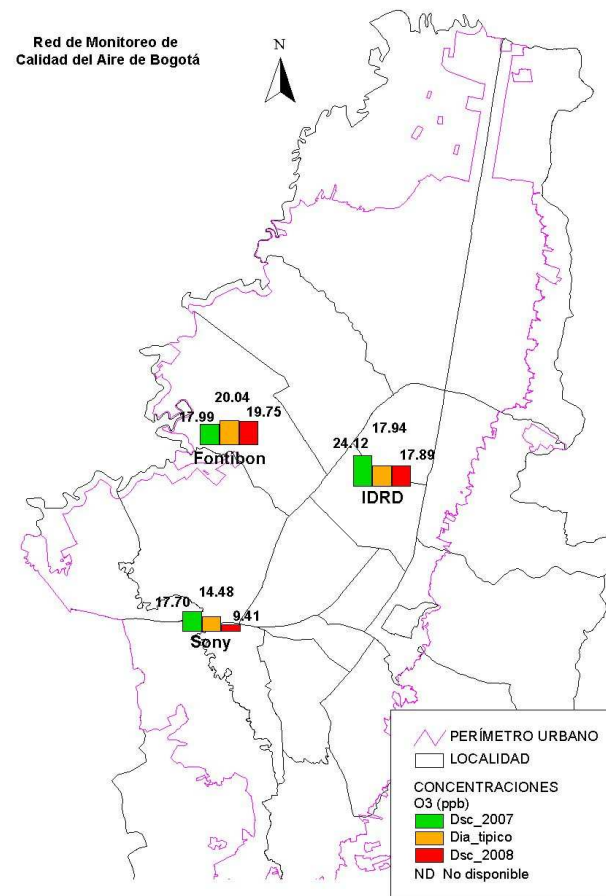 Red de Monitoreo de
Calidad del Aire de Bogotá
N
20.04
17.99
19.75
Fontibon
17.94
24.12
17.89
IDRD
14.48
17.70
9.41
Sony
PERÍMETRO URBANO
LOCALIDAD
CONCENTRACIONES
O3 (ppb)
Dsc_2007
Dia_tipico
Dsc_2008
ND No disponible